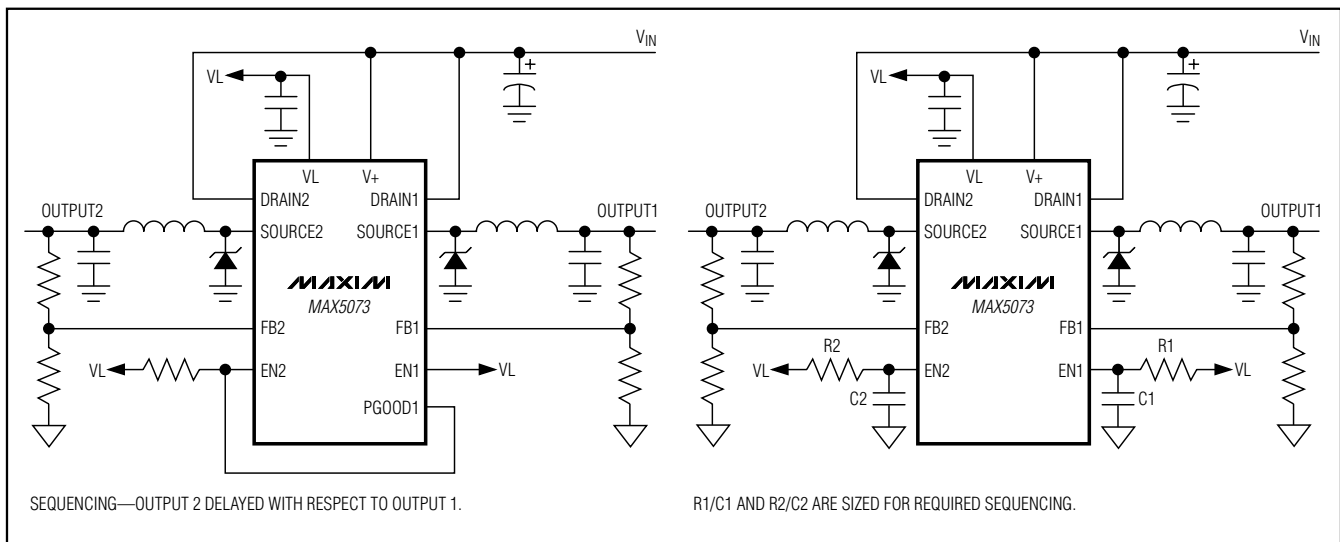 VIN
VL
VL V+
DRAIN2 DRAIN1
OUTPUT2 OUTPUT1
SOURCE2 SOURCE1
MAXIM
MAX5073
FB2 FB1
VL EN2 EN1 VL
PGOOD1
SEQUENCING—OUTPUT 2 DELAYED WITH RESPECT TO OUTPUT 1.
VIN
VL
VL V+
DRAIN2 DRAIN1
OUTPUT2 OUTPUT1
SOURCE2 SOURCE1
MAXIM
MAX5073
FB2 FB1
R2 R1
VL EN2 EN1 VL
C2 C1
R1/C1 AND R2/C2 ARE SIZED FOR REQUIRED SEQUENCING.